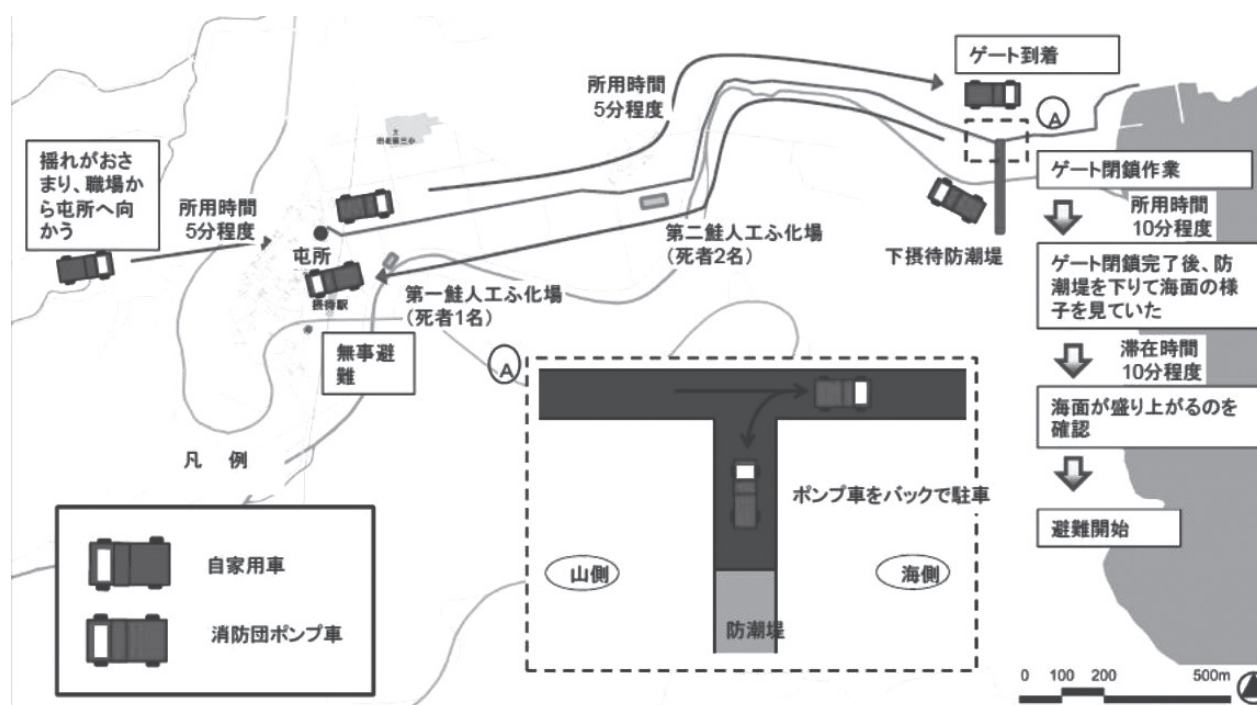 ゲート到着
所用時間
5分程度
A
田老第三小
揺れがおさ
まり、職場か
ら屯所へ向
かう
所用時間
5分程度
ゲート閉鎖作業
所用時間
10分程度
屯所
第二鮭人工ふ化場
(死者2名)
下摂待防潮堤
ゲート閉鎖完了後、防
潮堤を下りて海面の様
子を見ていた
摂待駅
第一鮭人工ふ化場
(死者1名)
無事避
難
滞在時間
10分程度
A
海面が盛り上がるのを
確認
凡 例
ポンプ車をバックで駐車
避難開始
自家用車
山側
海側
消防団ポンプ車
防潮堤
0 100 200 500m